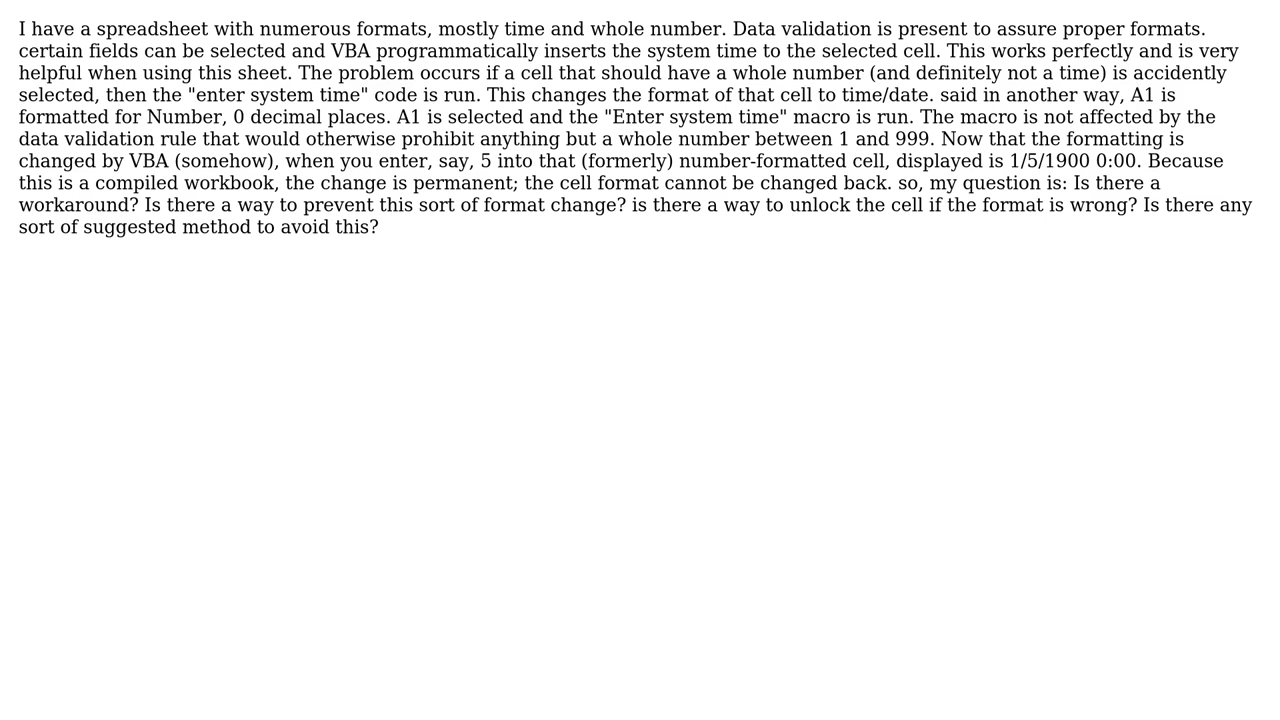 I have a spreadsheet with numerous formats, mostly time and whole number. Data validation is present to assure proper formats.
certain fields can be selected and VBA programmatically inserts the system time to the selected cell. This works perfectly and is very
helpful when using this sheet. The problem occurs if a cell that should have a whole number (and definitely not a time) is accidently
selected, then the "enter system time" code is run. This changes the format of that cell to time/date. said in another way, A1 is
formatted for Number, 0 decimal places. A1 is selected and the "Enter system time" macro is run. The macro is not affected by the
data validation rule that would otherwise prohibit anything but a whole number between 1 and 999. Now that the formatting is
changed by VBA (somehow), when you enter, say, 5 into that (formerly) number-formatted cell, displayed is 1/5/1900 0:00. Because
this is a compiled workbook, the change is permanent; the cell format cannot be changed back. so, my question is: Is there a
workaround? Is there a way to prevent this sort of format change? is there a way to unlock the cell if the format is wrong? Is there any
sort of suggested method to avoid this?